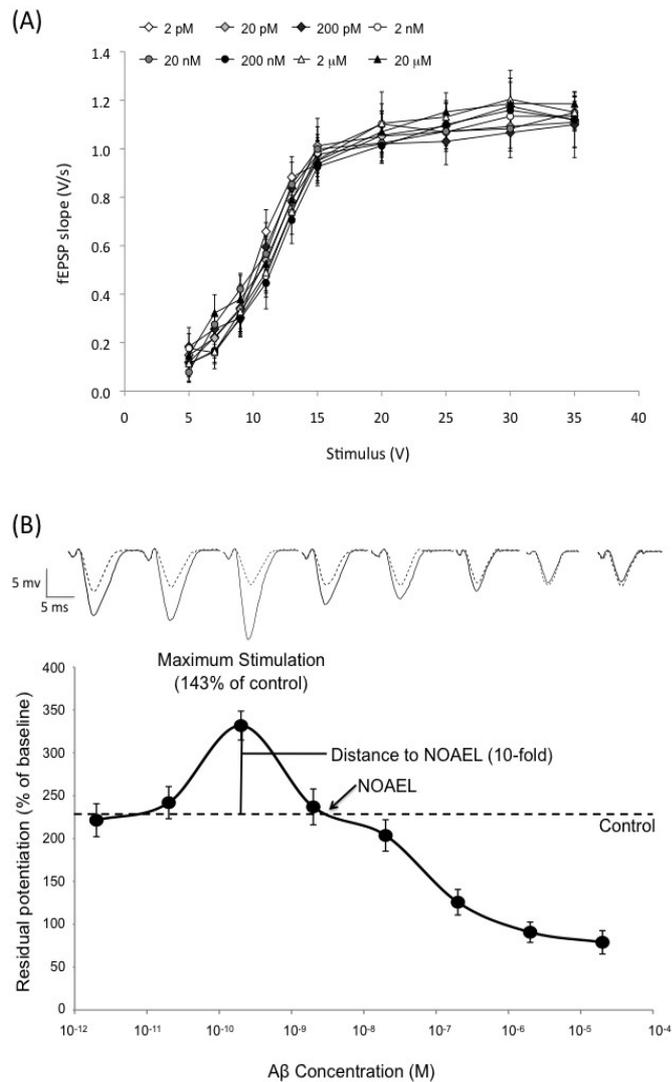 (A)
2 pM 20 pM 200 pM 2 nM
20 nM 200 nM 2 μM 20 μM
fEPSP slope (V/s)
1.4
1.2
1.0
0.8
0.6
0.4
0.2
0.0
0 5 10 15 20 25 30 35 40
Stimulus (V)
(B)
5 mv
5 ms
Maximum Stimulation
(143% of control)
Distance to NOAEL (10-fold)
NOAEL
Control
Residual potentiation (% of baseline)
400
350
300
250
200
150
100
50
0
10⁻¹² 10⁻¹¹ 10⁻¹⁰ 10⁻⁹ 10⁻⁸ 10⁻⁷ 10⁻⁶ 10⁻⁵ 10⁻⁴
Aβ Concentration (M)